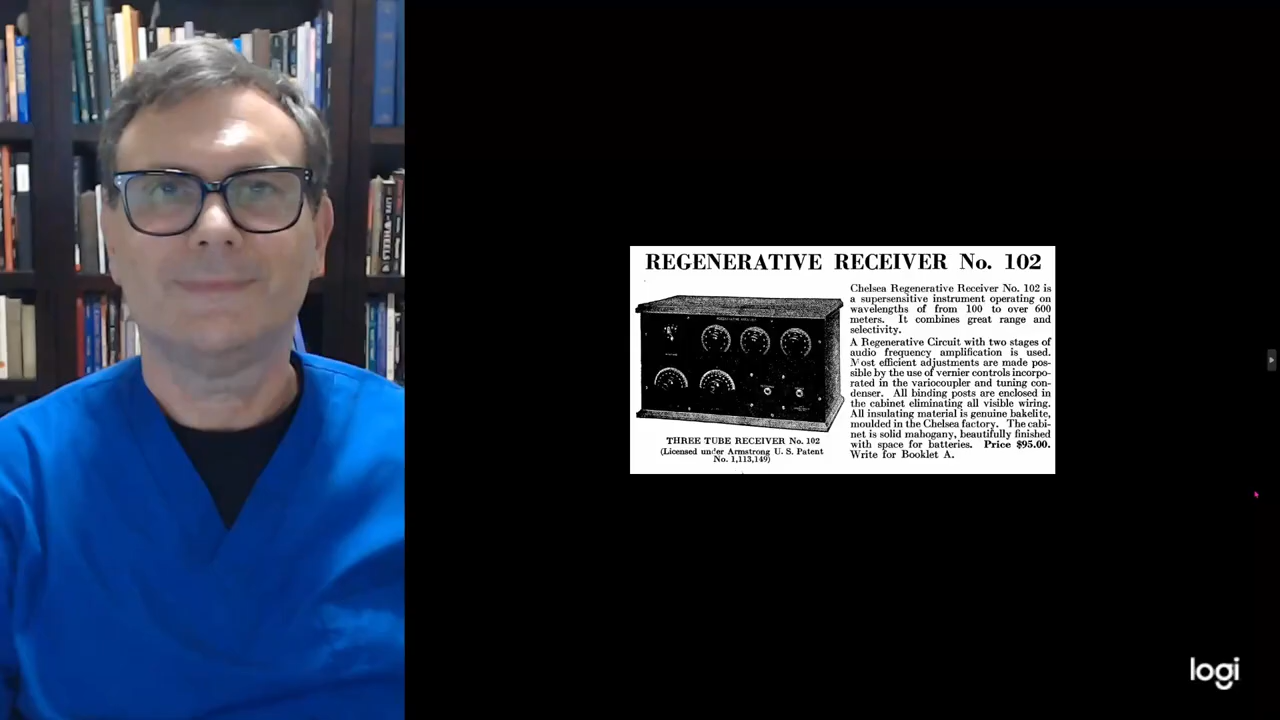 LIFE on WHEELS
REGENERATIVE RECEIVER No. 102
Chelsea Regenerative Receiver No. 102 is
a supersensitive instrument operating on
wavelengths of from 100 to over 600
meters. It combines great range and
selectivity.
A Regenerative Circuit with two stages of
audio frequency amplification is used.
Most efficient adjustments are made pos-
sible by the use of vernier controls incorpo-
rated in the variocoupler and tuning con-
denser. All binding posts are enclosed in
the cabinet eliminating all visible wiring.
All insulating material is genuine bakelite,
moulded in the Chelsea factory. The cabi-
net is solid mahogany, beautifully finished
with space for batteries. Price $95.00.
Write for Booklet A.
THREE TUBE RECEIVER No. 102
(Licensed under Armstrong U. S. Patent
No. 1,113,149)
logi